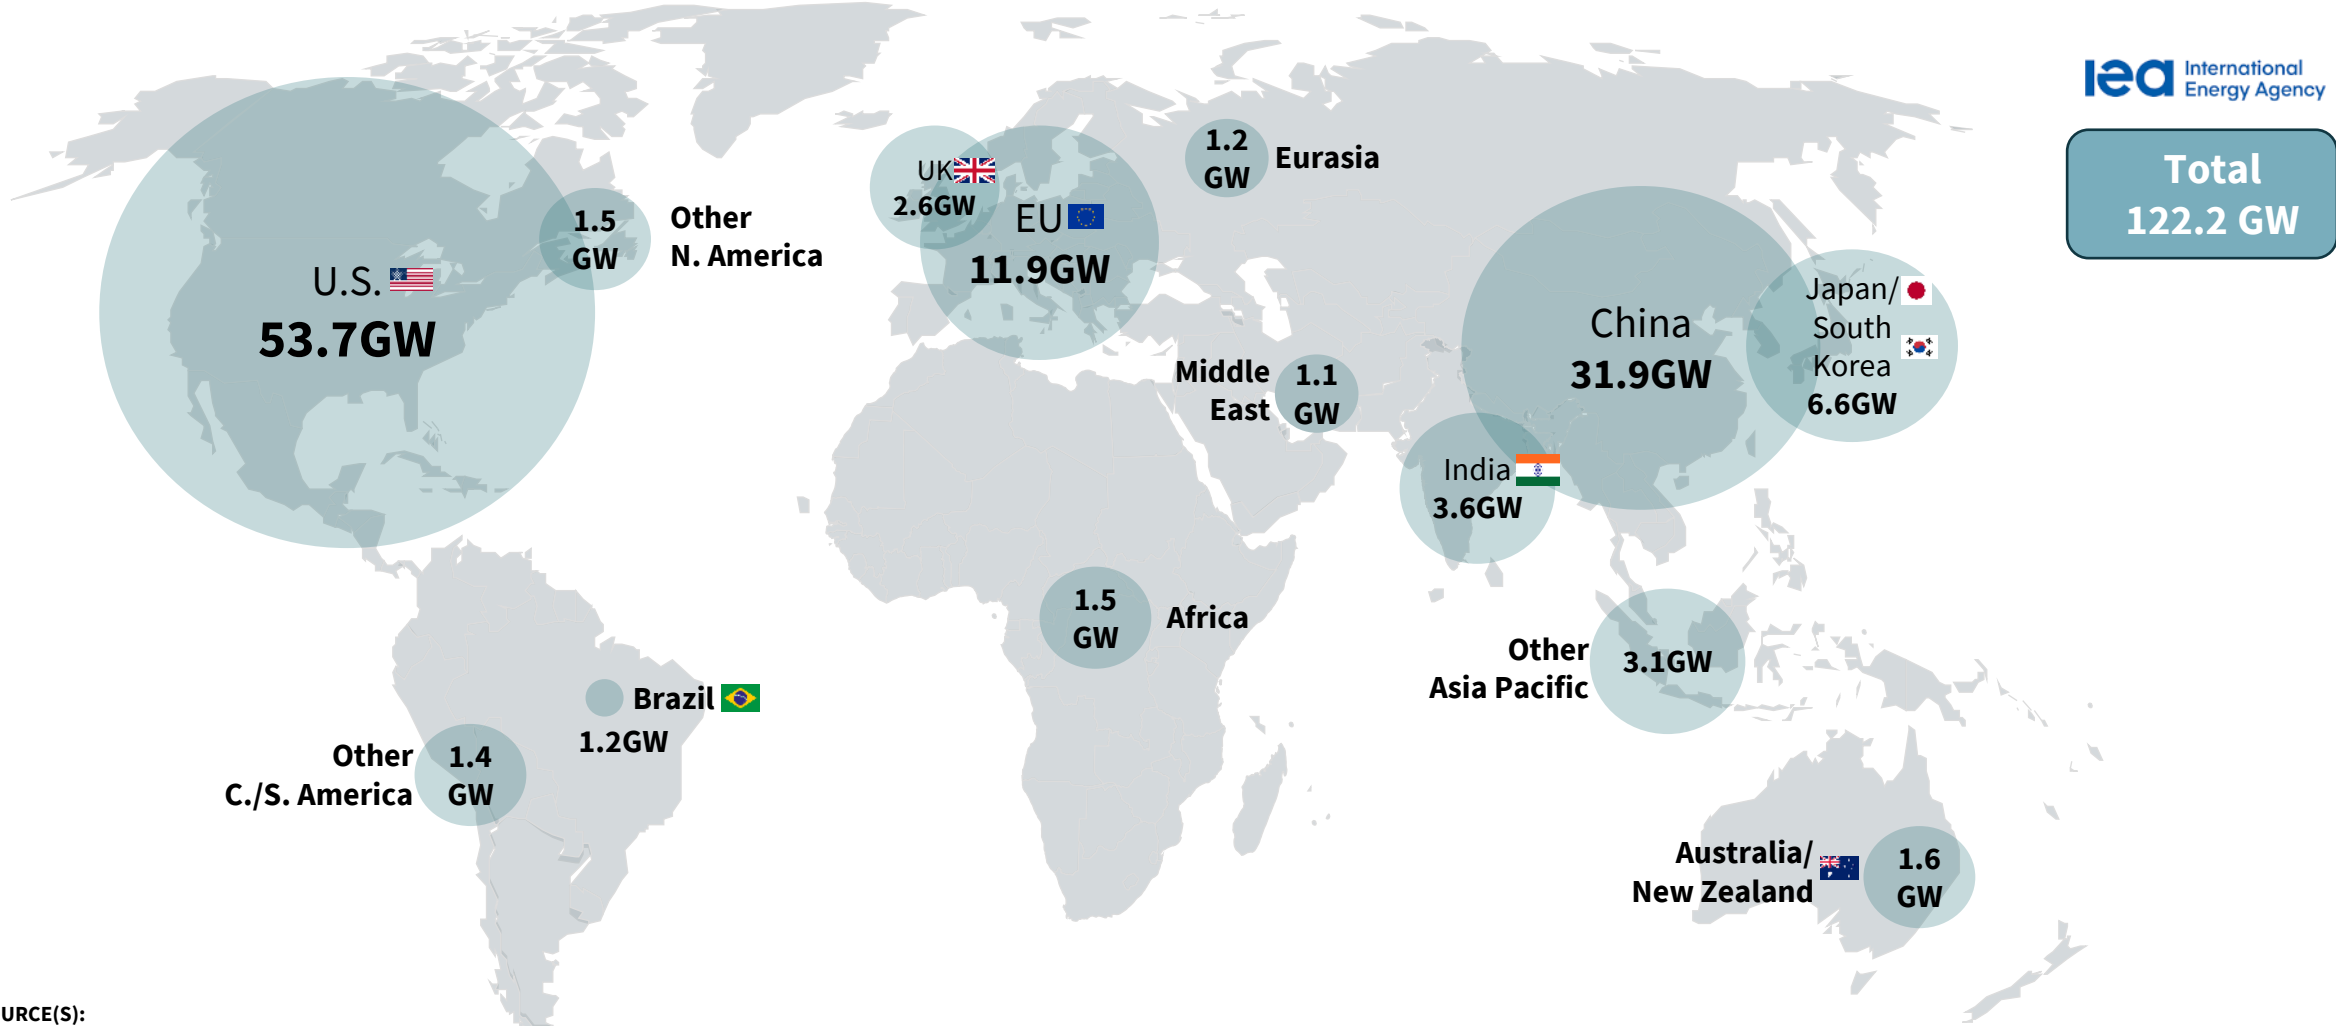 iea International
Energy Agency
Total
122.2 GW
U.S.
53.7GW
1.5
GW
Other
N. America
UK
2.6GW
EU
11.9GW
1.2
GW
Eurasia
China
31.9GW
Japan/
South
Korea
6.6GW
Middle
East
1.1
GW
India
3.6GW
1.5
GW
Africa
Other
Asia Pacific
3.1GW
Brazil
1.2GW
Other
C./S. America
1.4
GW
Australia/
New Zealand
1.6
GW
URCE(S):